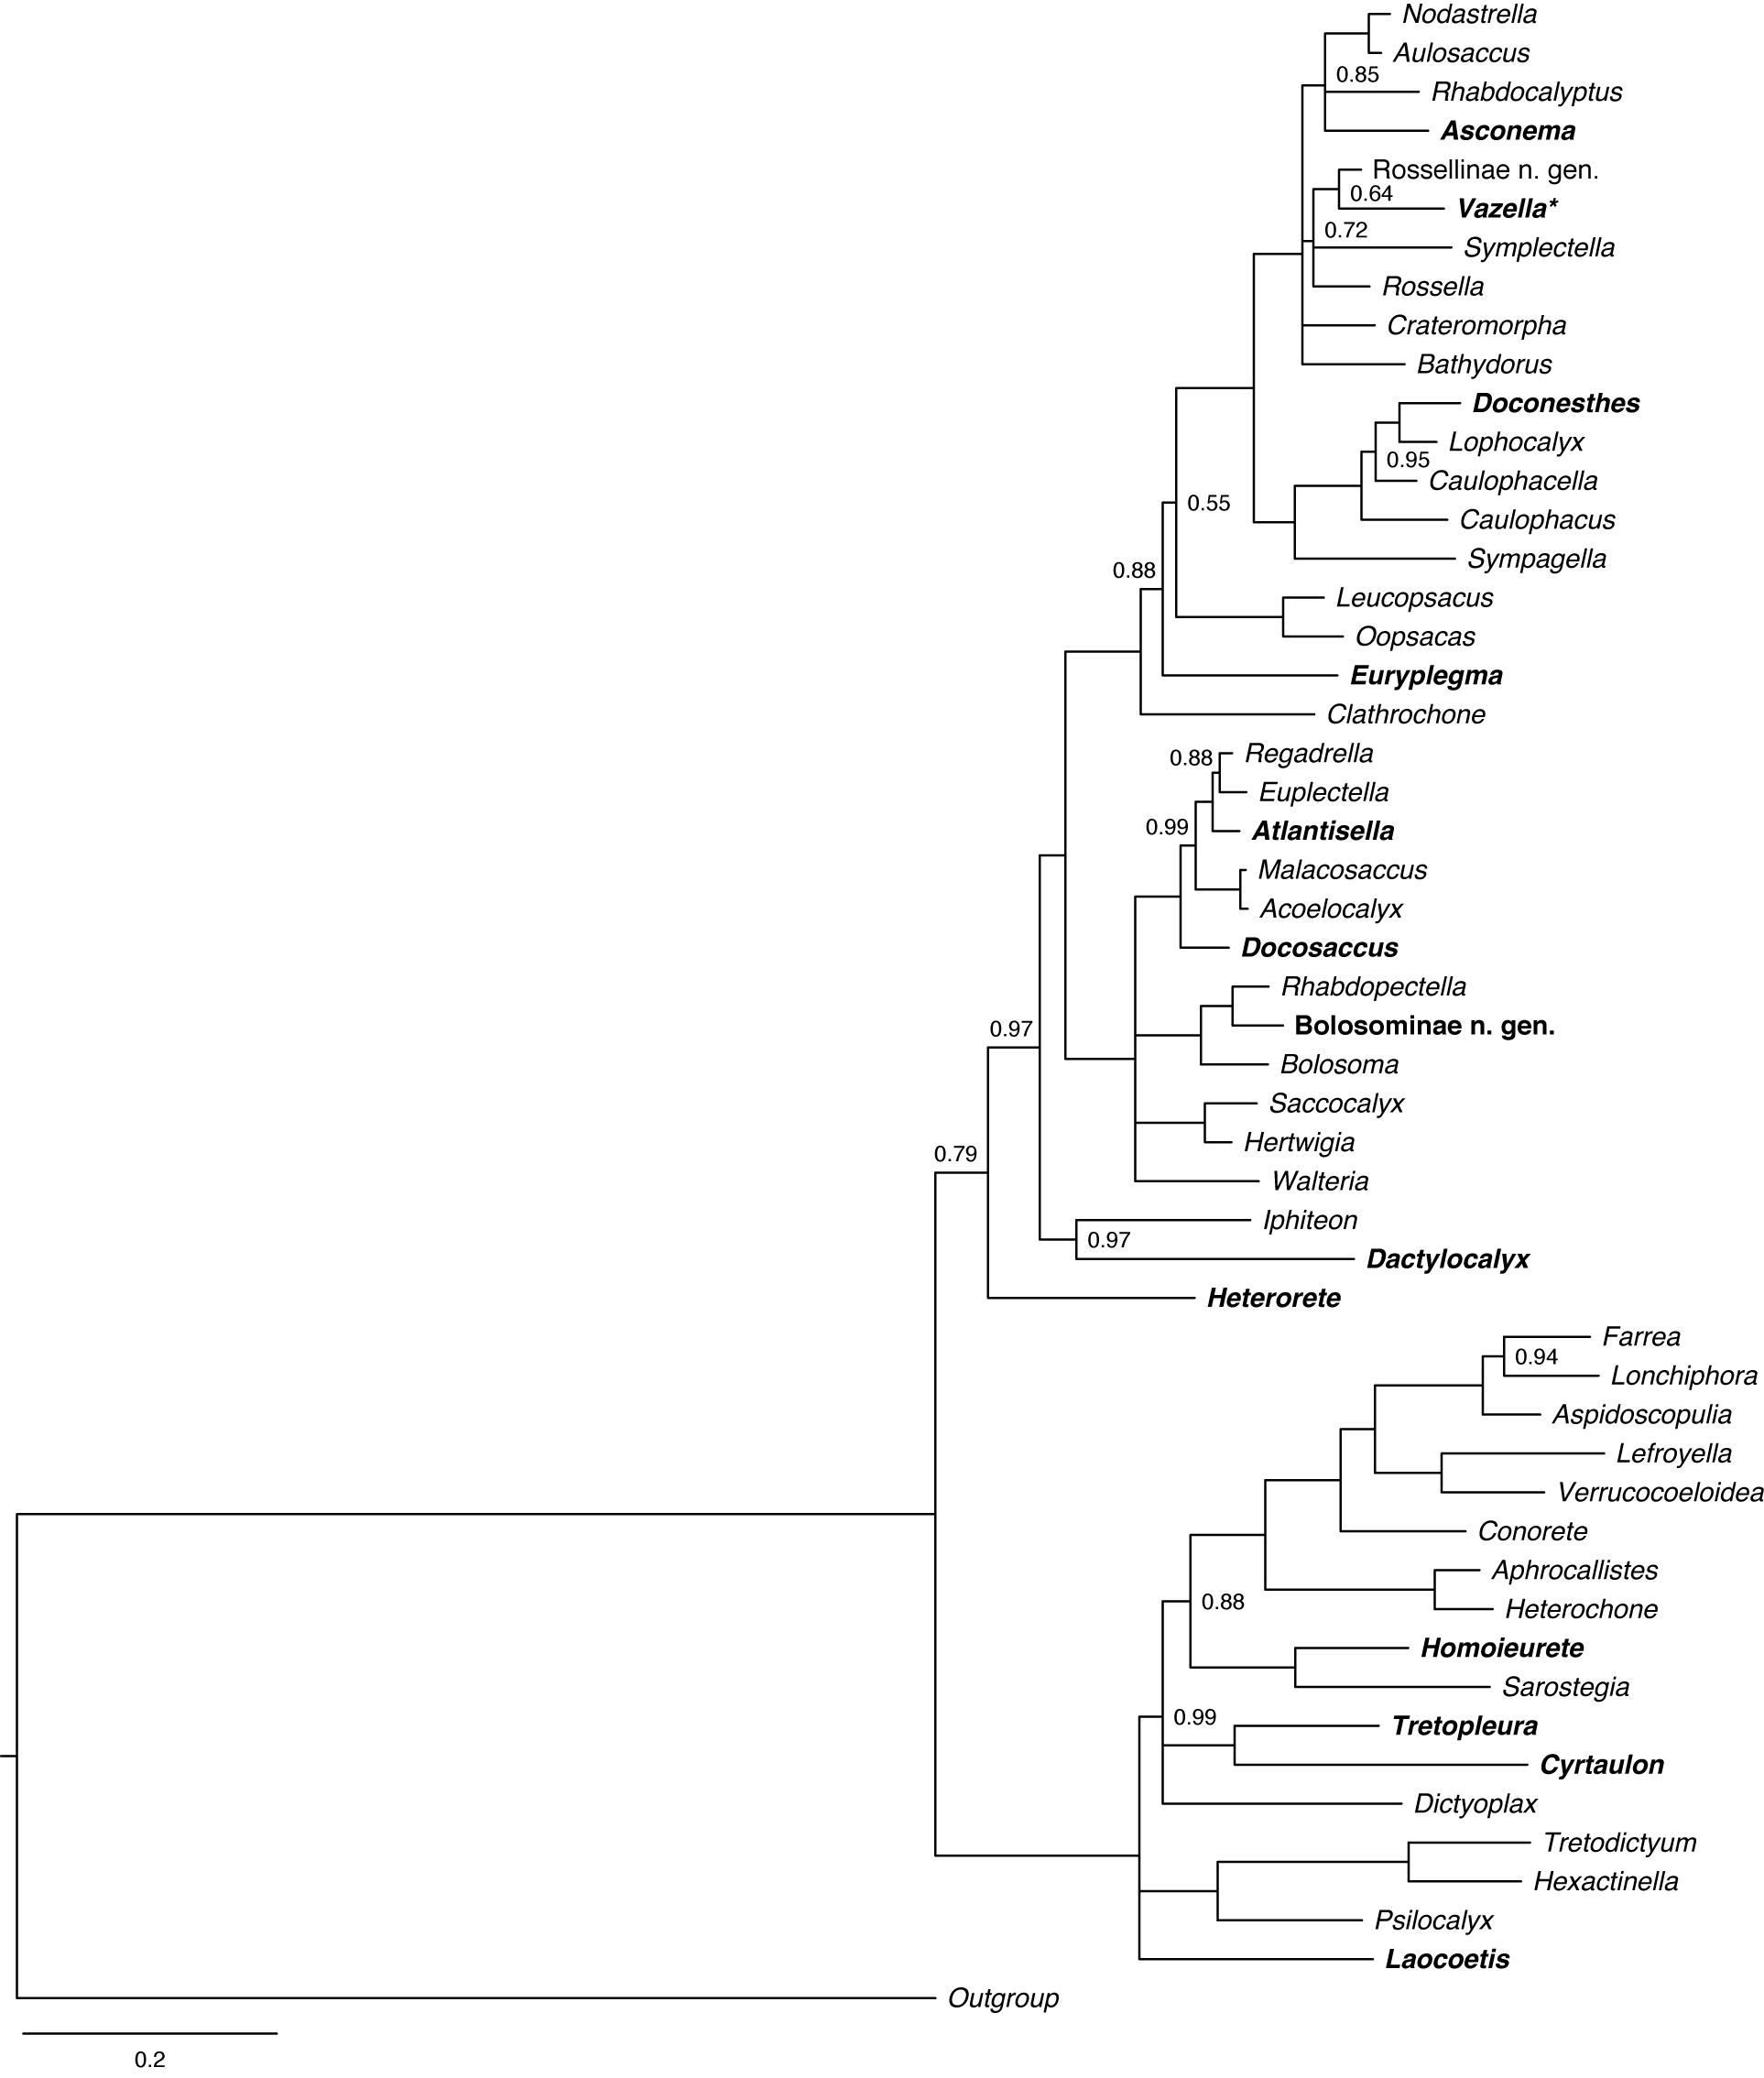 Nodastrella
Aulosaccus
0.85
Rhabdocalyptus
Asconema
Rossellinae n. gen.
0.64
Vazella*
0.72
Symplectella
Rossella
Crateromorpha
Bathydorus
Doconesthes
Lophocalyx
0.95
Caulophacella
0.55
Caulophacus
Sympagella
0.88
Leucopsacus
Oopsacas
Euryplegma
Clathrochone
Regadrella
0.88
Euplectella
0.99
Atlantisella
Malacosaccus
Acoelocalyx
Docosaccus
Rhabdopectella
0.97
Bolosominae n. gen.
Bolosoma
Saccocalyx
Hertwigia
0.79
Walteria
Iphiteon
0.97
Dactylocalyx
Heterorete
Farrea
0.94
Lonchiphora
Aspidoscopulia
Lefroyella
Verrucocoeloidea
Conorete
Aphrocallistes
0.88
Heterochone
Homoieurete
Sarostegia
0.99
Tretopleura
Cyrtaulon
Dictyoplax
Tretodictyum
Hexactinella
Psilocalyx
Laocoetis
Outgroup
0.2